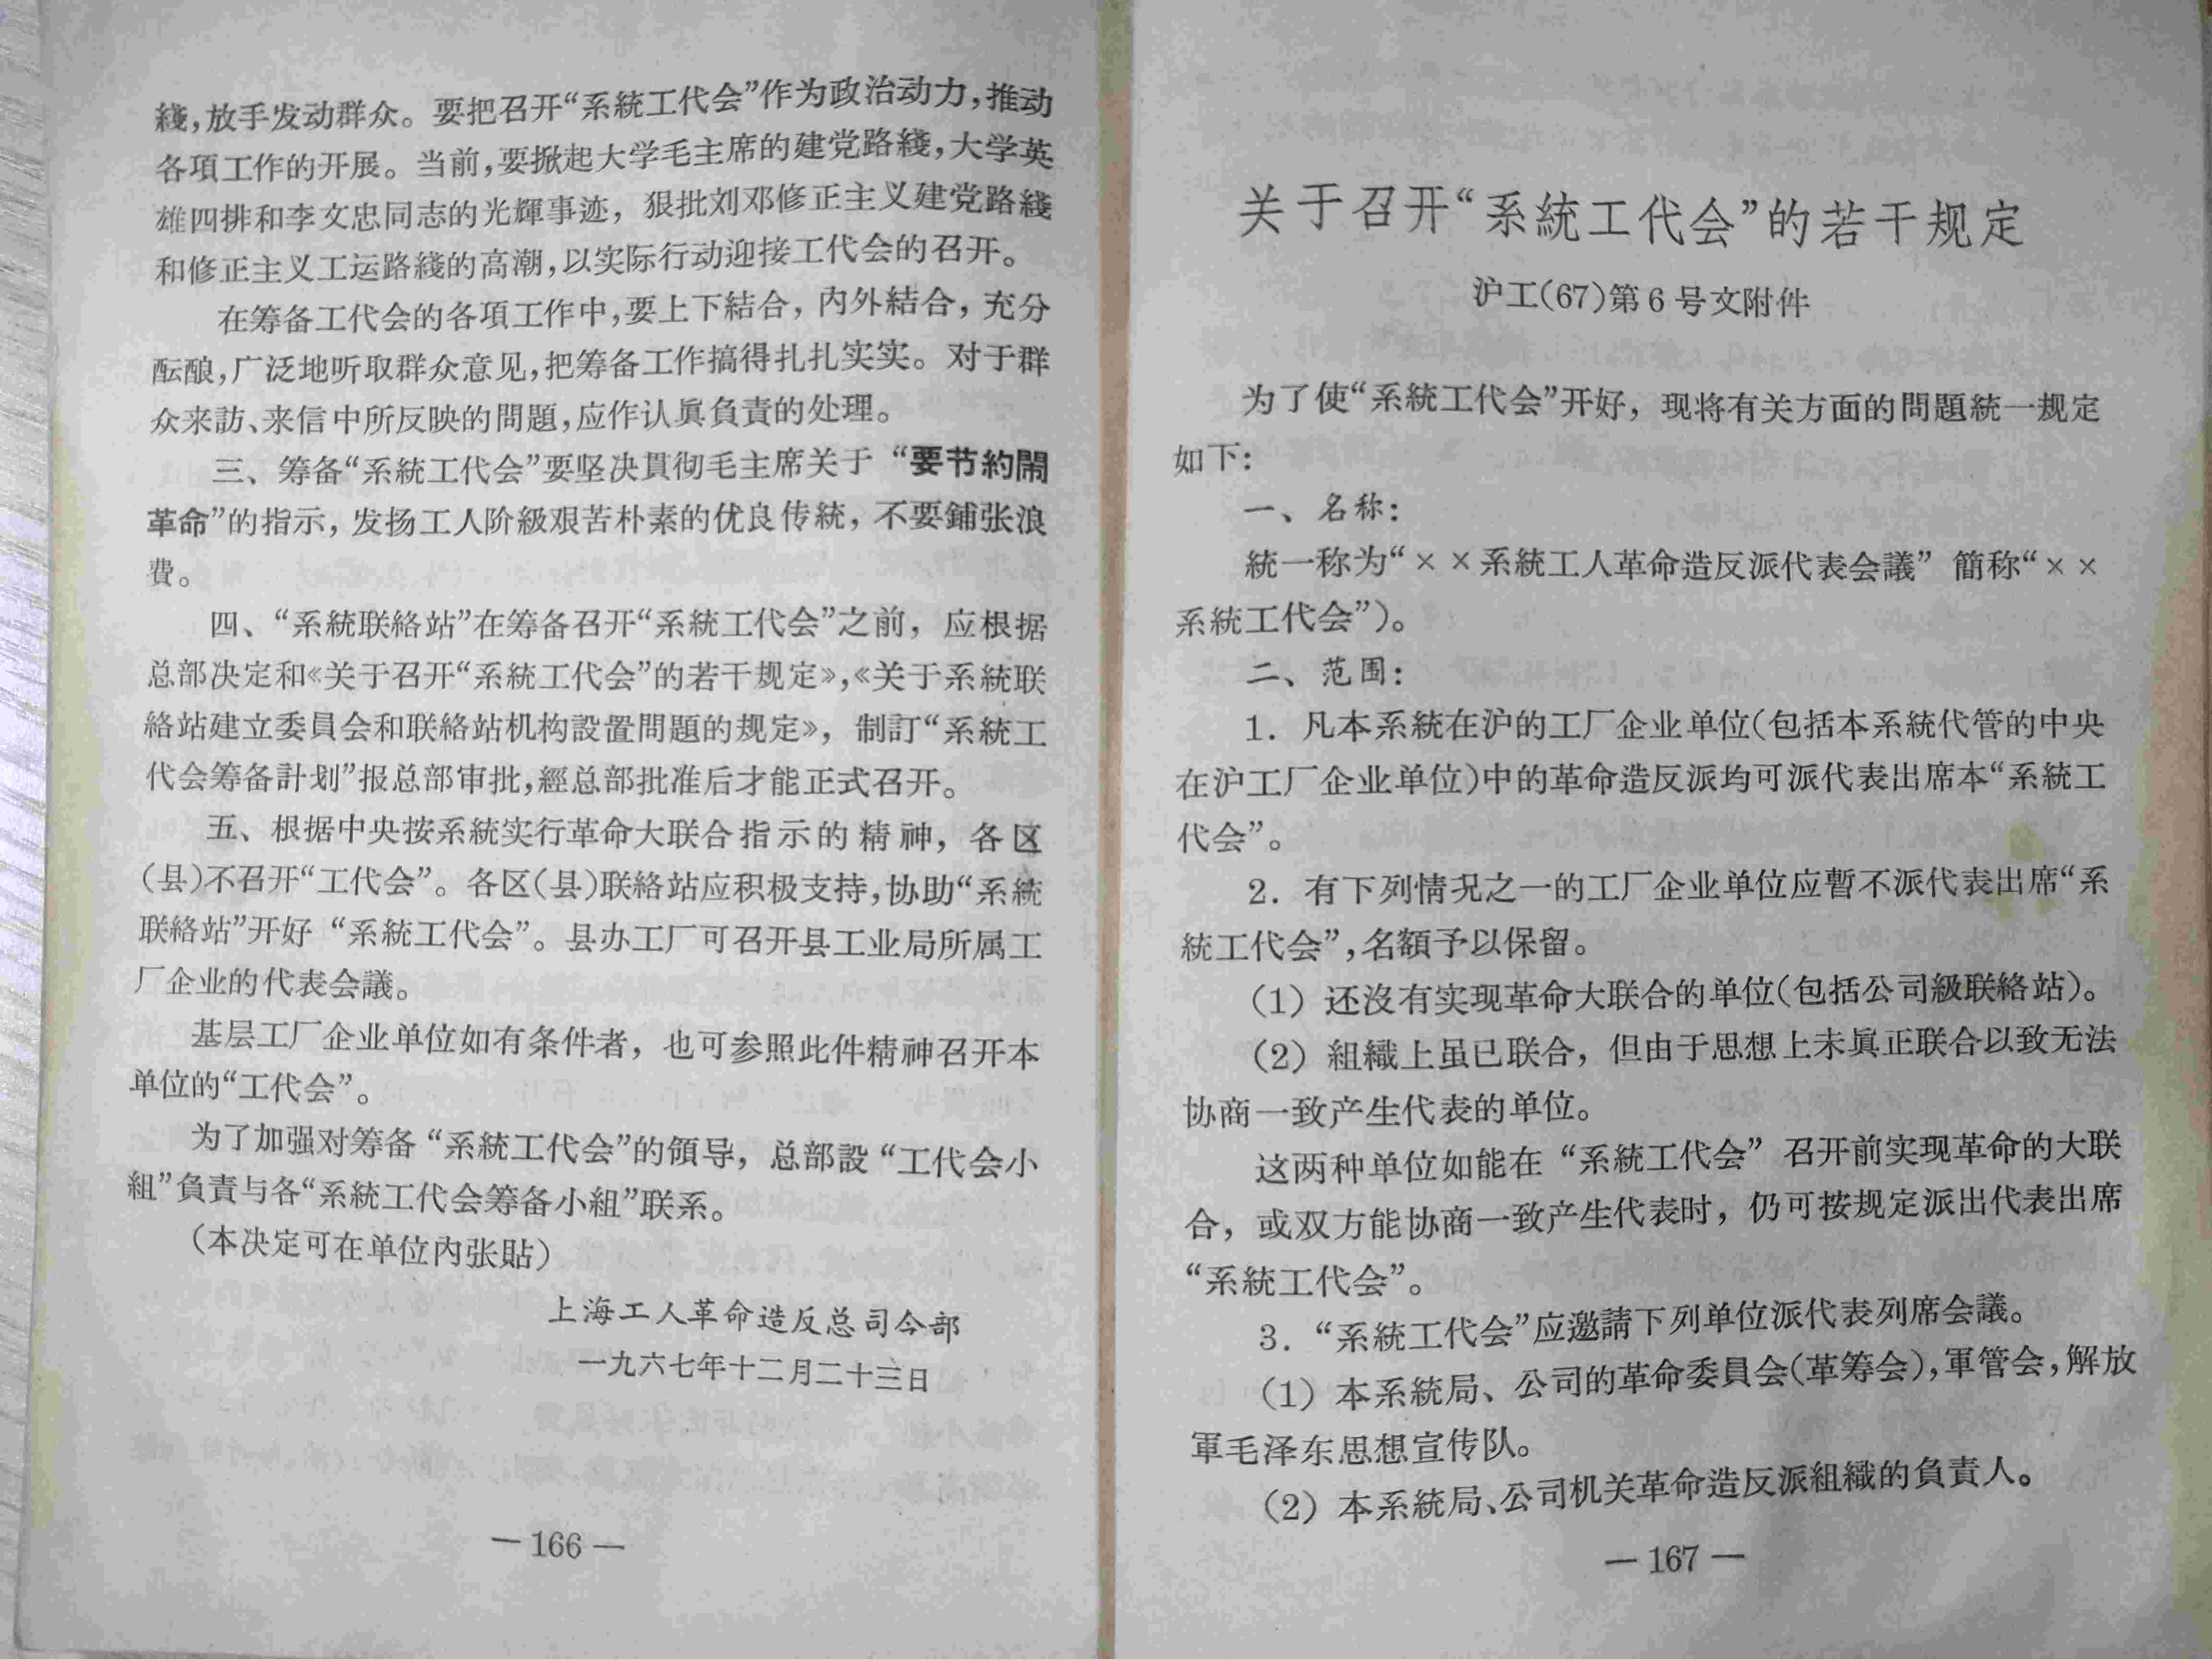 綫,放手发动群众。要把召开“系統工代会”作为政治动力,推动
各項工作的开展。当前,要掀起大学毛主席的建党路綫,大学英
雄四排和李文忠同志的光輝事迹,狠批刘邓修正主义建党路綫
和修正主义工运路綫的高潮,以实际行动迎接工代会的召开。
在筹备工代会的各項工作中,要上下結合,内外結合,充分
酝酿,广泛地听取群众意见,把筹备工作搞得扎扎实实。对于群
众来訪、来信中所反映的問題,应作认眞負責的处理。
三、筹备“系統工代会”要坚决貫彻毛主席关于“要节約閙
革命”的指示,发扬工人阶級艰苦朴素的优良传統,不要鋪张浪
費。
四、“系統联絡站”在筹备召开“系統工代会”之前,应根据
总部决定和《关于召开“系統工代会”的若干规定》,《关于系統联
絡站建立委員会和联絡站机构設置問題的规定》,制訂“系統工
代会筹备計划”报总部审批,經总部批准后才能正式召开。
五、根据中央按系統实行革命大联合指示的精神,各区
(县)不召开“工代会”。各区(县)联絡站应积极支持,协助“系統
联絡站”开好“系統工代会”。县办工厂可召开县工业局所属工
厂企业的代表会議。
基层工厂企业单位如有条件者,也可参照此件精神召开本
单位的“工代会”。
为了加强对筹备“系統工代会”的領导,总部設“工代会小
組”負責与各“系統工代会筹备小組”联系。
(本决定可在单位內张貼)
上海工人革命造反总司令部
一九六七年十二月二十三日
— 166 —
关于召开“系統工代会”的若干规定
沪工(67)第6号文附件
为了使“系統工代会”开好,现将有关方面的問題統一规定
如下:
一、名称:
統一称为“××系統工人革命造反派代表会議”簡称“××
系統工代会”)。
二、范围:
1. 凡本系統在沪的工厂企业单位(包括本系統代管的中央
在沪工厂企业单位)中的革命造反派均可派代表出席本“系統工
代会”。
2. 有下列情况之一的工厂企业单位应暫不派代表出席“系
統工代会”,名額予以保留。
(1) 还沒有实现革命大联合的单位(包括公司級联絡站)。
(2) 組織上虽已联合,但由于思想上未眞正联合以致无法
协商一致产生代表的单位。
这两种单位如能在“系統工代会”召开前实现革命的大联
合,或双方能协商一致产生代表时,仍可按规定派出代表出席
“系統工代会”。
3. “系統工代会”应邀請下列单位派代表列席会議。
(1) 本系統局、公司的革命委員会(革筹会),軍管会,解放
軍毛泽东思想宣传队。
(2) 本系統局、公司机关革命造反派組織的負責人。
— 167 —